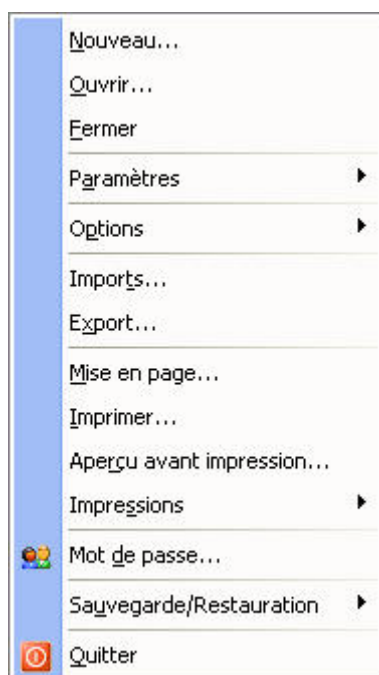 Nouveau...
Ouvrir...
Fermer
Paramètres
Options
Imports...
Export...
Mise en page...
Imprimer...
Aperçu avant impression...
Impressions
Mot de passe...
Sauvegarde/Restauration
Quitter